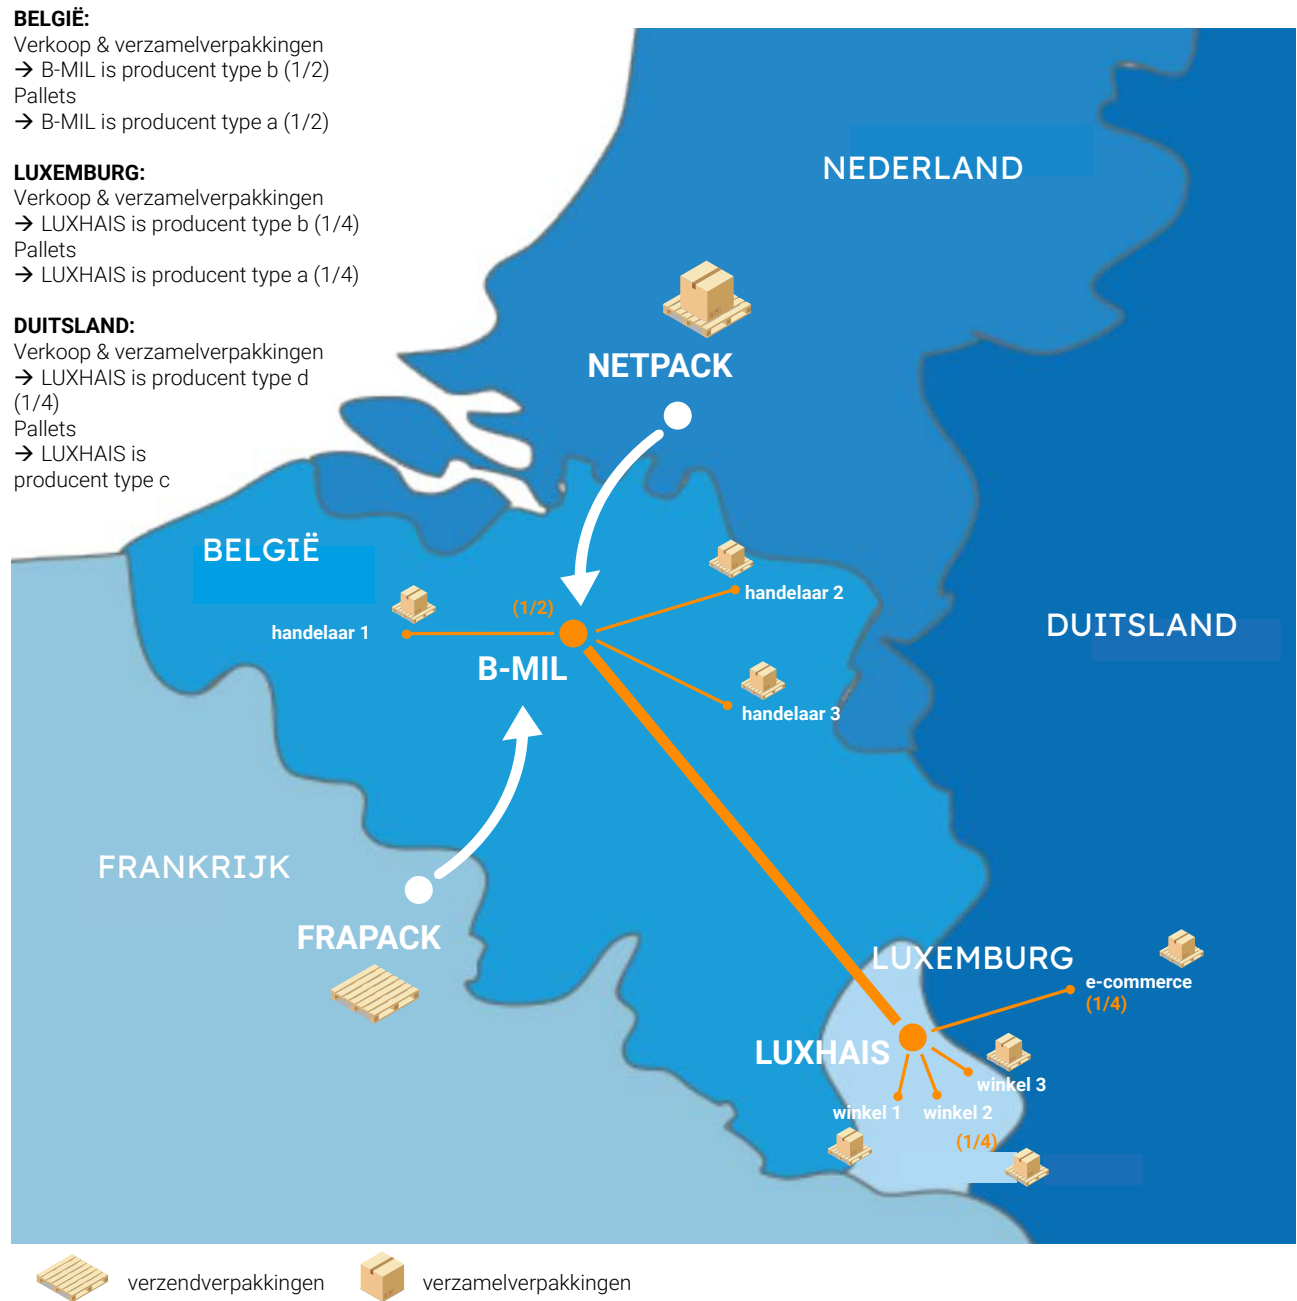 BELGIË:
Verkoop & verzamelverpakkingen
→ B-MIL is producent type b (1/2)
Pallets
→ B-MIL is producent type a (1/2)
LUXEMBURG:
Verkoop & verzamelverpakkingen
→ LUXHAIS is producent type b (1/4)
Pallets
→ LUXHAIS is producent type a (1/4)
DUITSLAND:
Verkoop & verzamelverpakkingen
→ LUXHAIS is producent type d
(1/4)
Pallets
→ LUXHAIS is
producent type c
NEDERLAND
NETPACK
BELGIË
handelaar 2
(1/2)
handelaar 1
DUITSLAND
B-MIL
handelaar 3
FRANKRIJK
FRAPACK
LUXEMBURG
e-commerce
(1/4)
LUXHAIS
winkel 3
winkel 1
winkel 2
(1/4)
verzendverpakkingen
verzamelverpakkingen